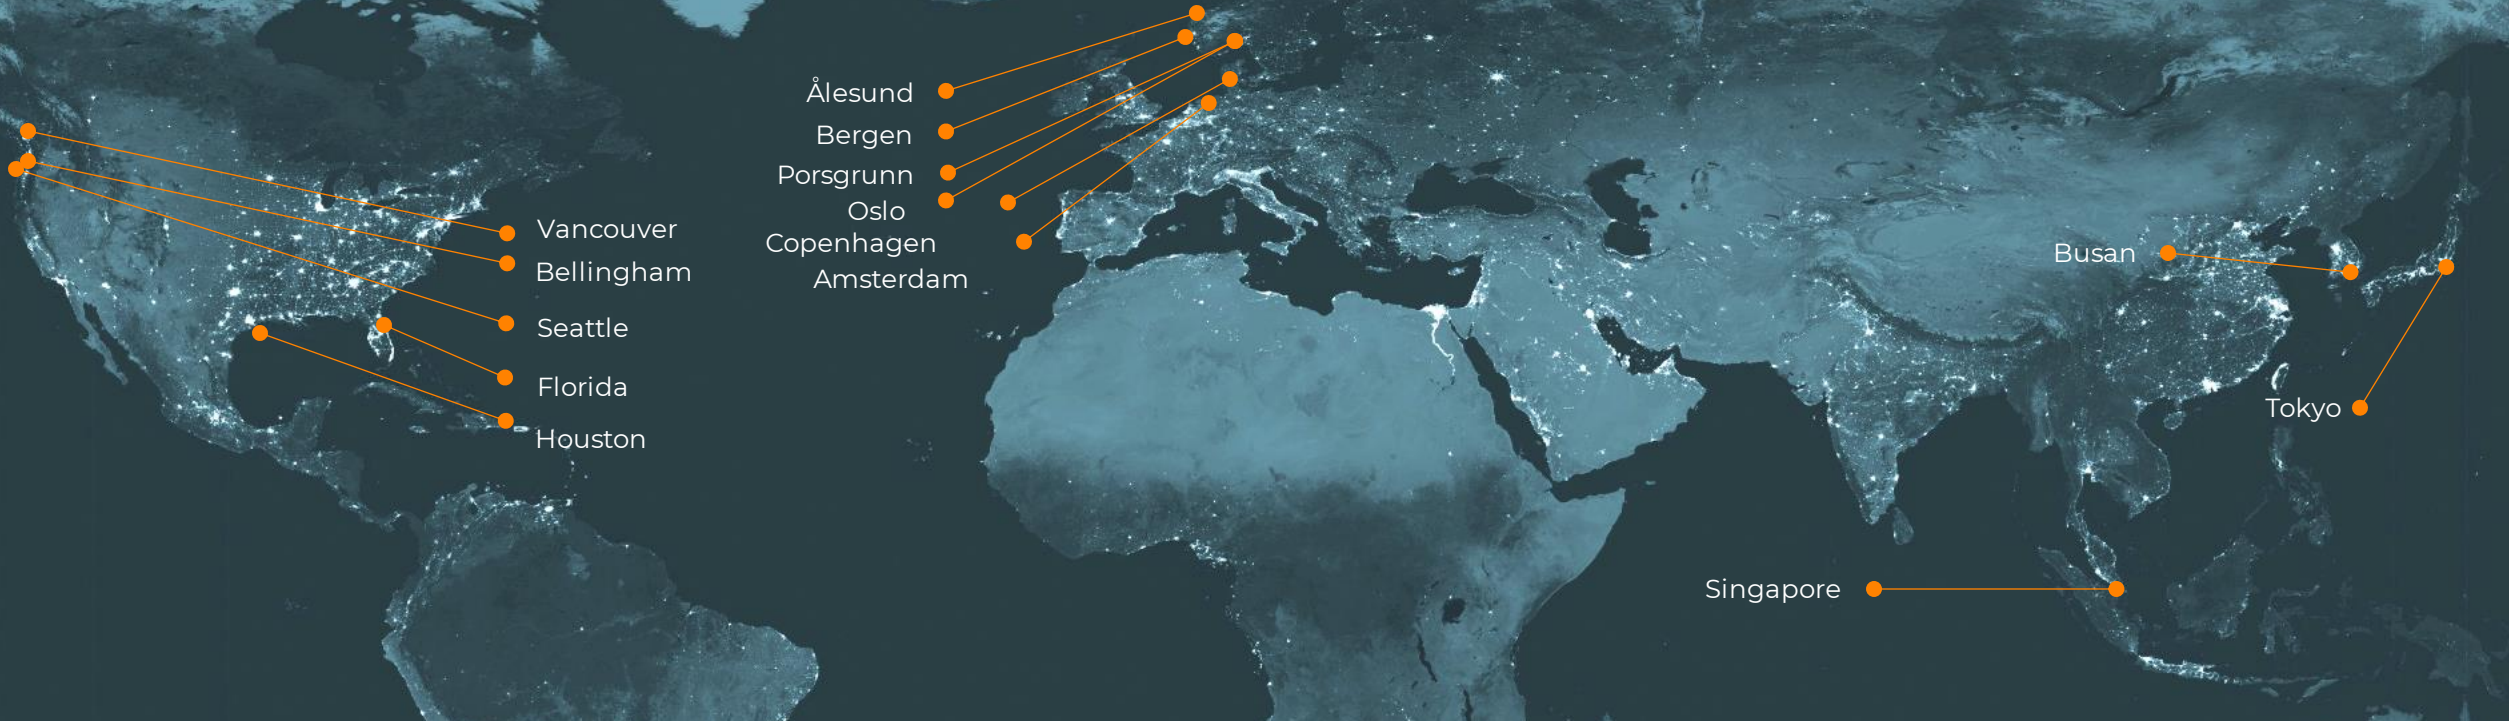 Ålesund
Bergen
Porsgrunn
Oslo
Copenhagen
Amsterdam
Vancouver
Bellingham
Seattle
Florida
Houston
Busan
Tokyo
Singapore